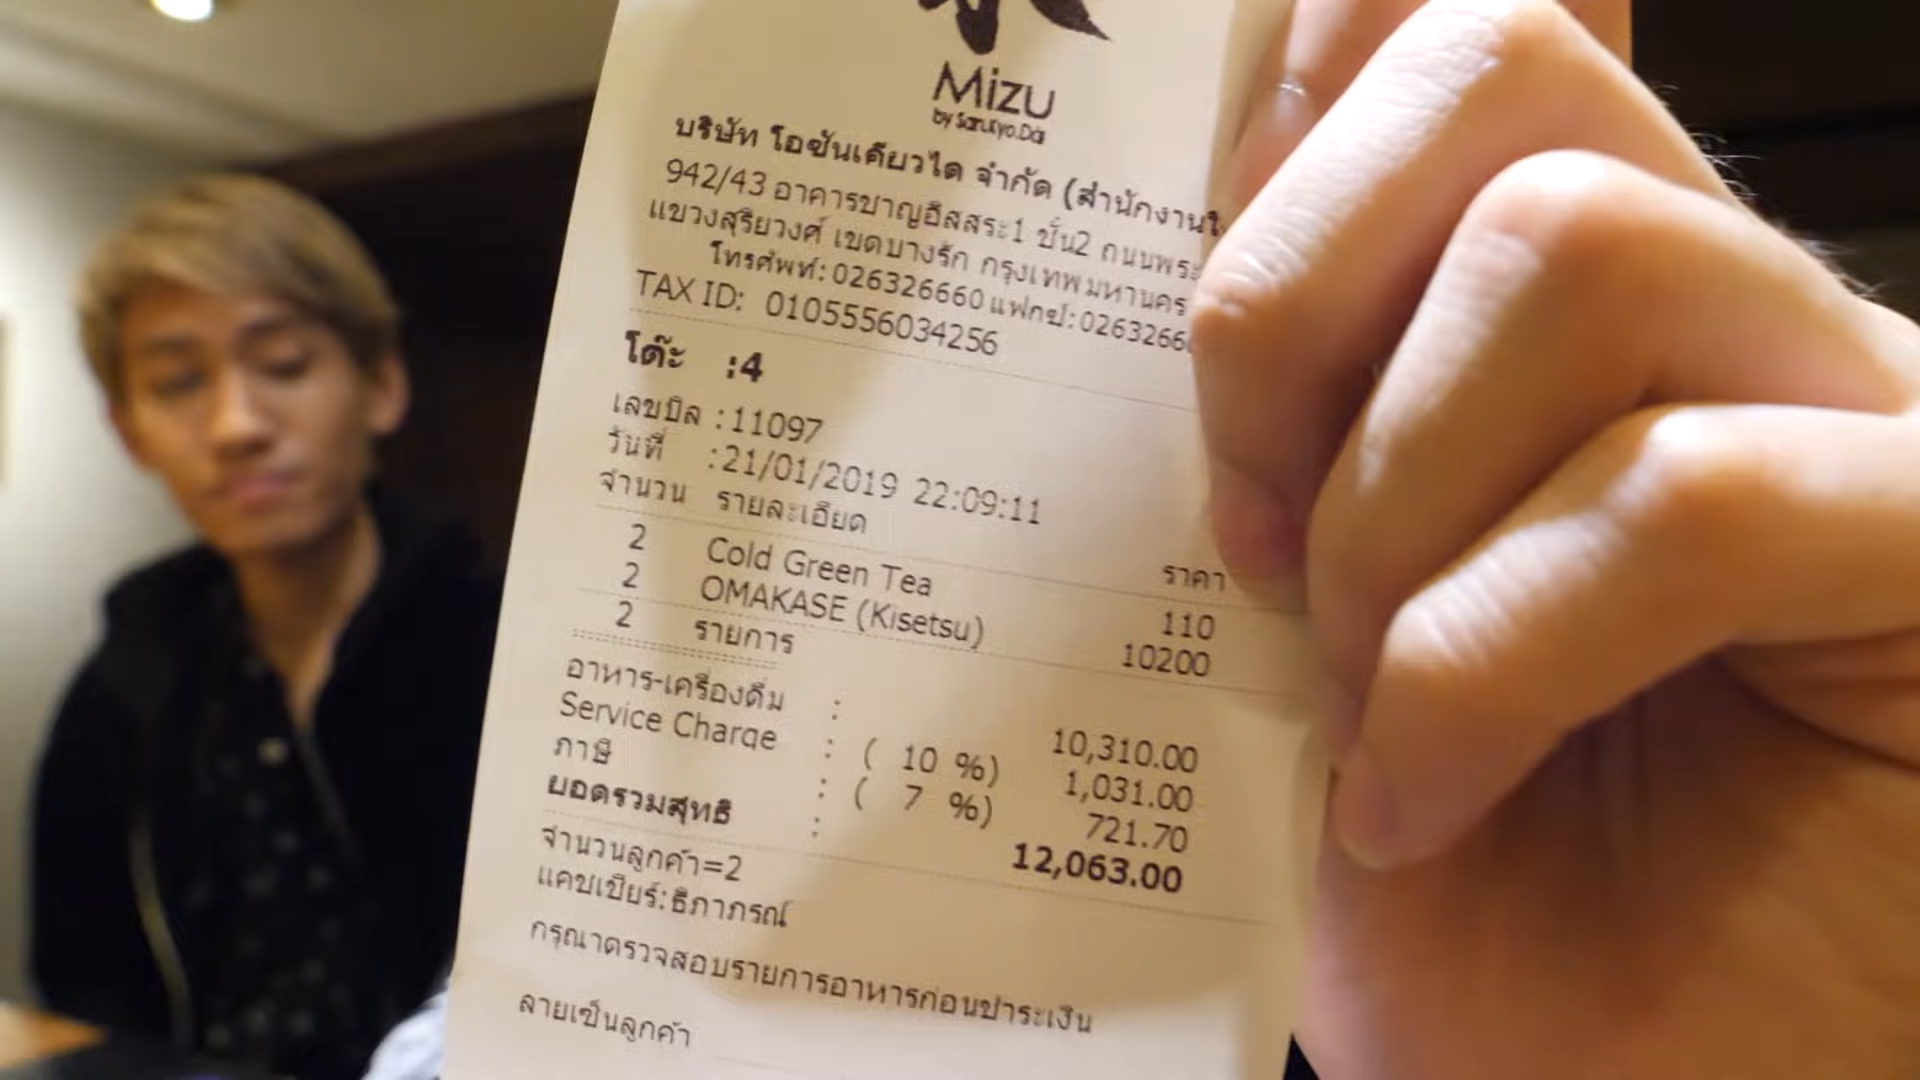 Mizu
by Sankyo.Dai
บริษัท โอซันเคียวได จำกัด (สำนักงานใ
942/43 อาคารชาญอิสสระ1 ชั้น2 ถนนพระ
แขวงสุริยวงศ์ เขตบางรัก กรุงเทพมหานคร
โทรศัพท์: 026326660 แฟกซ์: 02632666
TAX ID: 0105556034256
โต๊ะ :4
เลขบิล :11097
วันที่ :21/01/2019 22:09:11
จำนวน รายละเอียด ราคา
2 Cold Green Tea 110
2 OMAKASE (Kisetsu) 10200
2 รายการ
อาหาร-เครื่องดื่ม : 10,310.00
Service Charge : ( 10 %) 1,031.00
ภาษี : ( 7 %) 721.70
ยอดรวมสุทธิ : 12,063.00
จำนวนลูกค้า=2
แคชเชียร์:ธิภาภรณ์
กรุณาตรวจสอบรายการอาหารก่อนชำระเงิน
ลายเซ็นลูกค้า